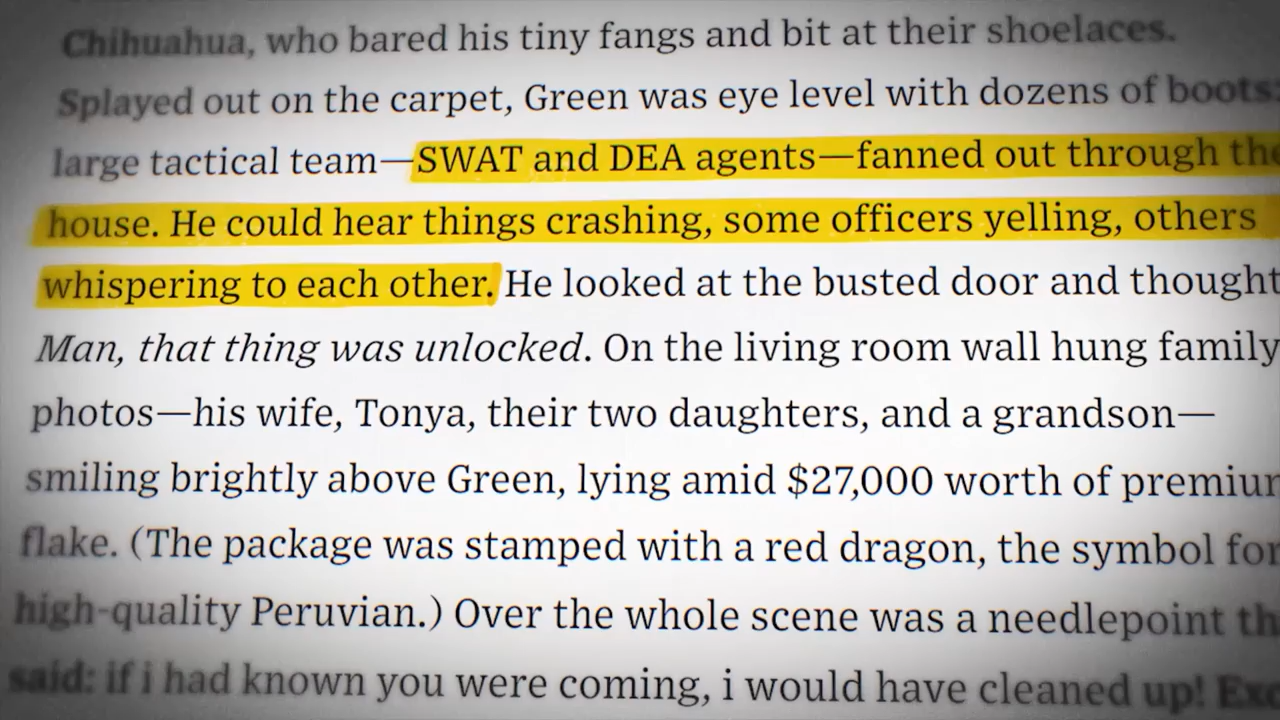 Chihuahua, who bared his tiny fangs and bit at their shoelaces.
Splayed out on the carpet, Green was eye level with dozens of boots:
large tactical team—SWAT and DEA agents—fanned out through the
house. He could hear things crashing, some officers yelling, others
whispering to each other. He looked at the busted door and thought
Man, that thing was unlocked. On the living room wall hung family
photos—his wife, Tonya, their two daughters, and a grandson—
smiling brightly above Green, lying amid $27,000 worth of premium
flake. (The package was stamped with a red dragon, the symbol for
high-quality Peruvian.) Over the whole scene was a needlepoint th
said: if i had known you were coming, i would have cleaned up! Exc